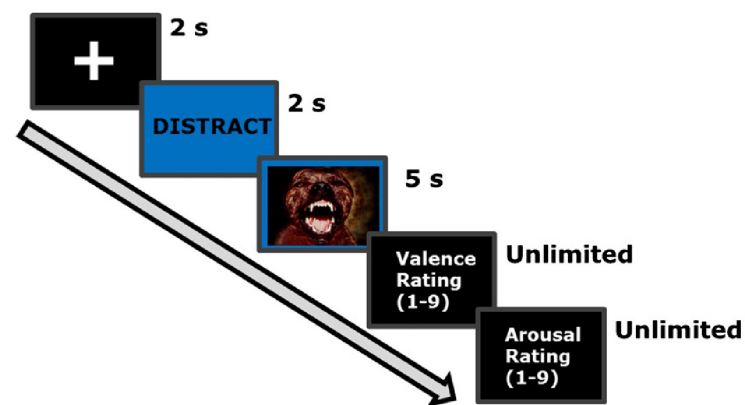 2 s
DISTRACT
2 s
5 s
Valence
Rating
(1-9)
Unlimited
Arousal
Rating
(1-9)
Unlimited